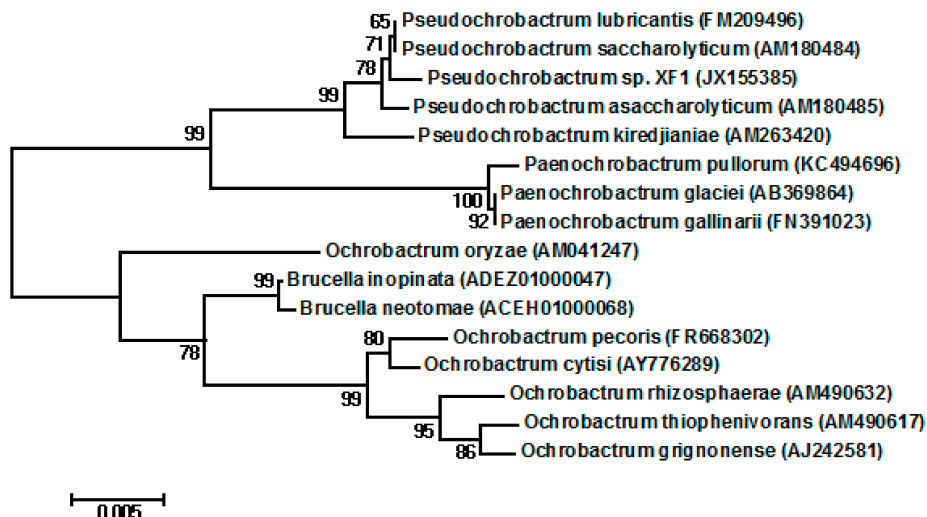 65 Pseudochrobactrum lubricantis (FM209496)
71 Pseudochrobactrum saccharolyticum (AM180484)
78 Pseudochrobactrum sp. XF1 (JX155385)
99 Pseudochrobactrum asaccharolyticum (AM180485)
99 Pseudochrobactrum kiredjianiae (AM263420)
Paenochrobactrum pullorum (KC494696)
100 Paenochrobactrum glaciei (AB369864)
92 Paenochrobactrum gallinarii (FN391023)
Ochrobactrum oryzae (AM041247)
99 Brucella inopinata (ADEZ01000047)
Brucella neotomae (ACEH01000068)
80 Ochrobactrum pecoris (FR668302)
78
Ochrobactrum cytisi (AY776289)
99 Ochrobactrum rhizosphaerae (AM490632)
95 Ochrobactrum thiophenivorans (AM490617)
86 Ochrobactrum grignonense (AJ242581)
0.005